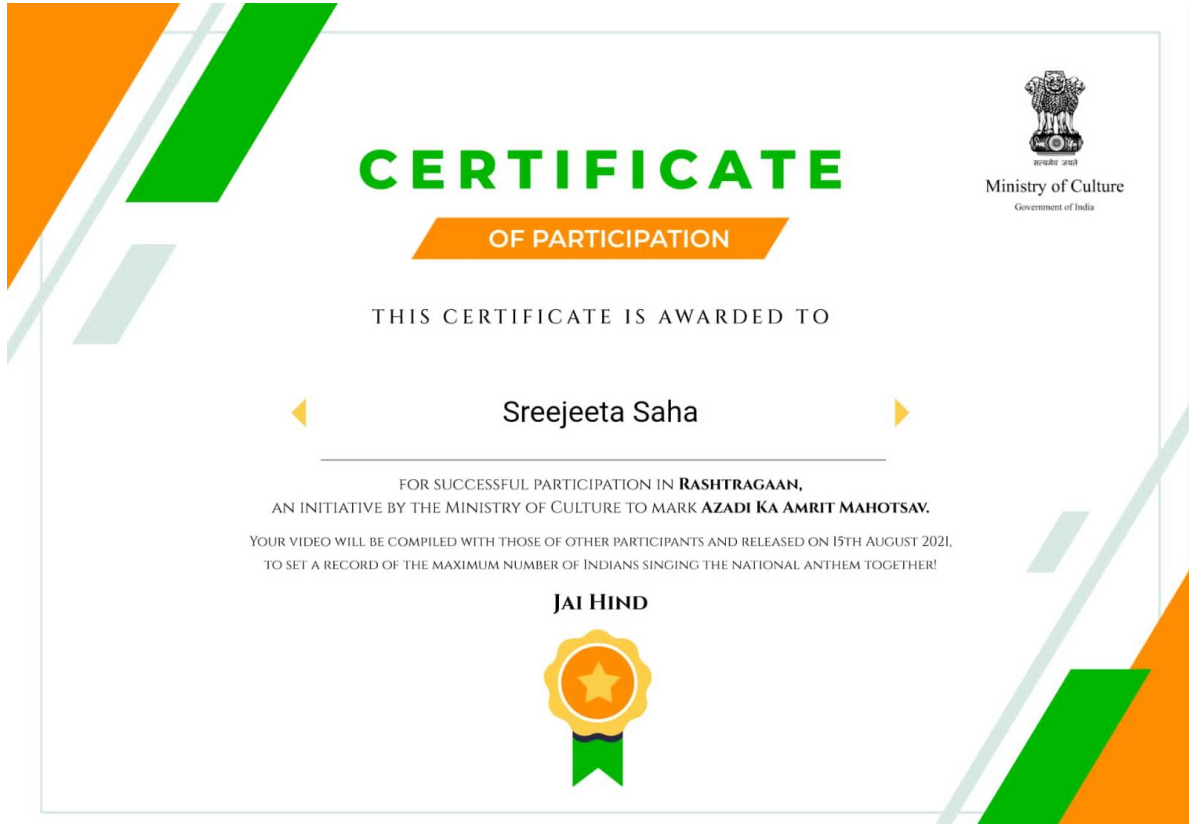 CERTIFICATE
OF PARTICIPATION
सत्यमेव जयते
Ministry of Culture
Government of India
THIS CERTIFICATE IS AWARDED TO
Sreejeeta Saha
FOR SUCCESSFUL PARTICIPATION IN RASHTRAGAAN,
AN INITIATIVE BY THE MINISTRY OF CULTURE TO MARK AZADI KA AMRIT MAHOTSAV.
YOUR VIDEO WILL BE COMPILED WITH THOSE OF OTHER PARTICIPANTS AND RELEASED ON 15TH AUGUST 2021,
TO SET A RECORD OF THE MAXIMUM NUMBER OF INDIANS SINGING THE NATIONAL ANTHEM TOGETHER!
JAI HIND